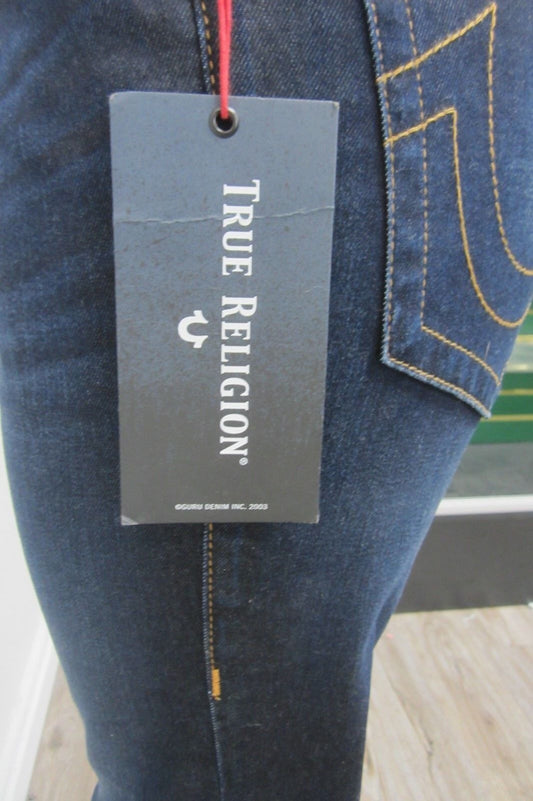 TRUE RELIGION®
©GURU DENIM INC. 2003